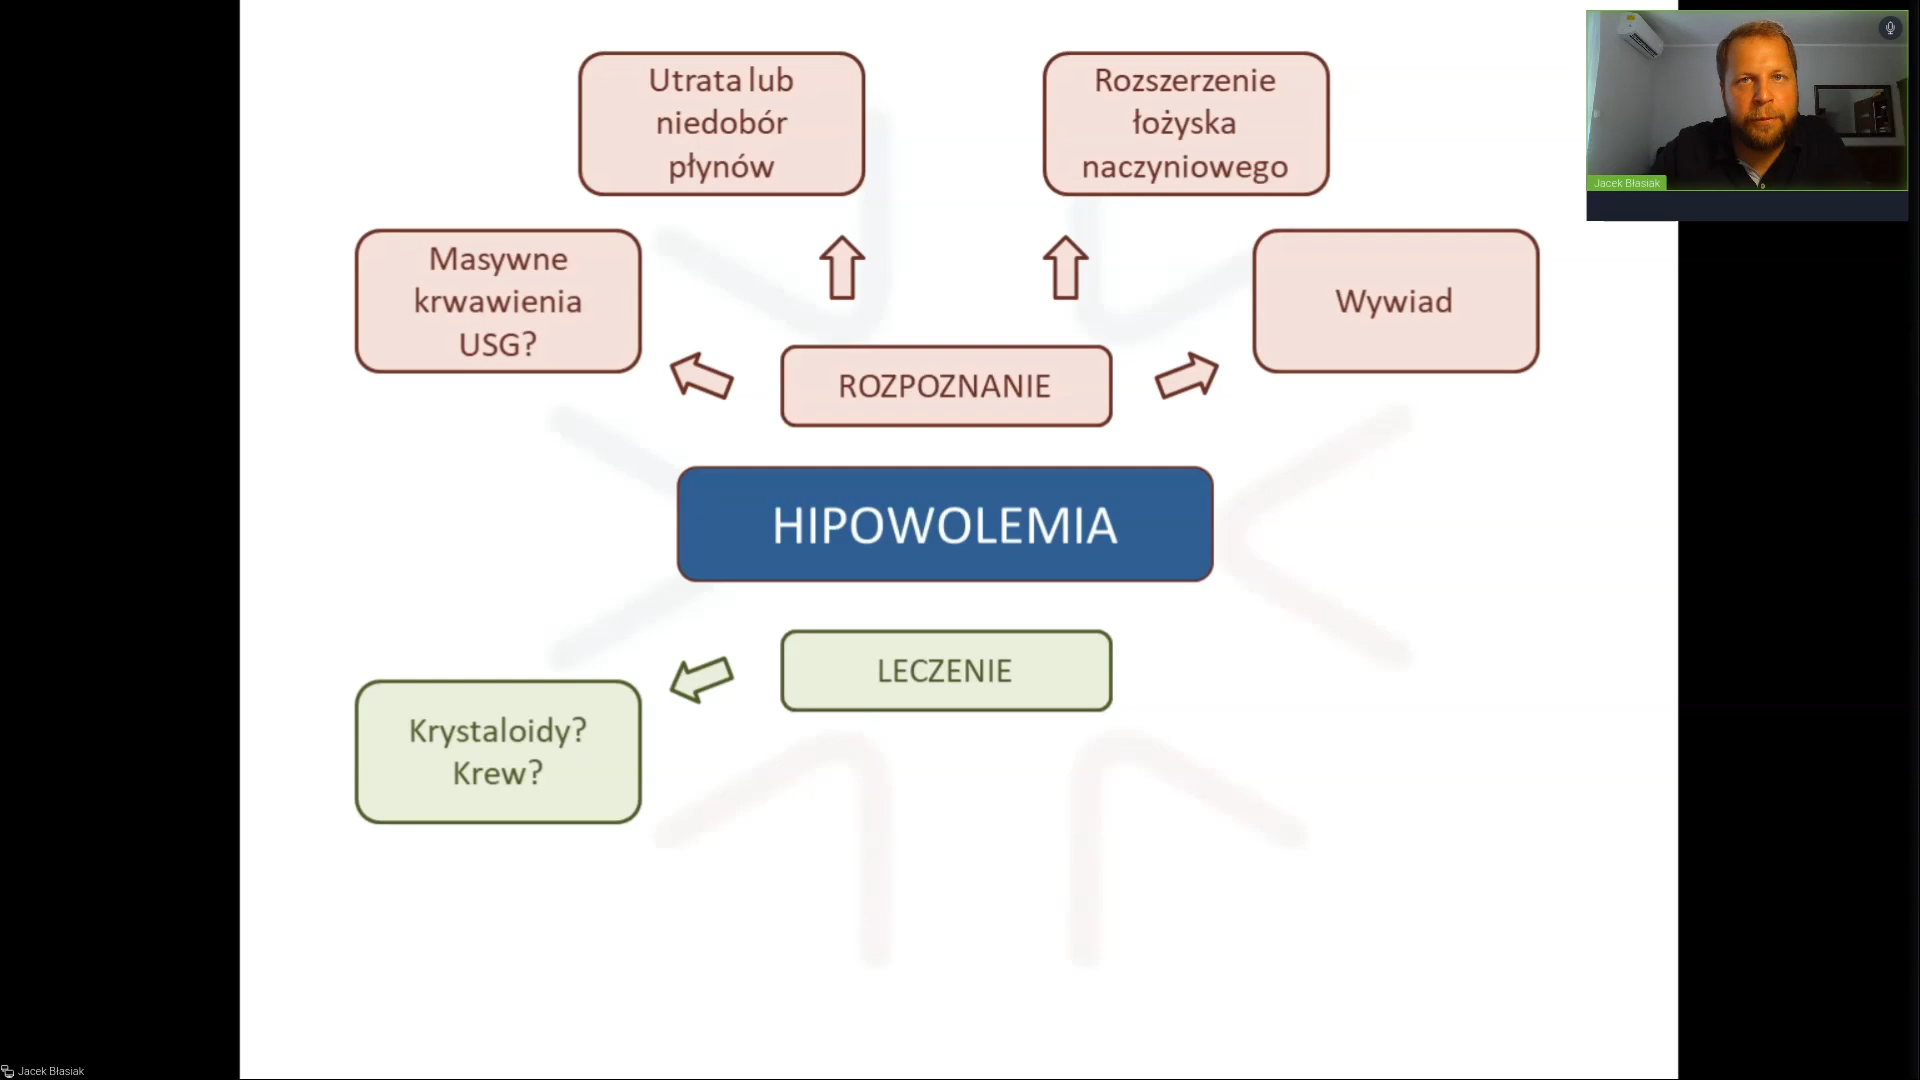 Utrata lub
niedobór
płynów
Rozszerzenie
łożyska
naczyniowego
Jacek Błasiak
Masywne
krwawienia
USG?
Wywiad
ROZPOZNANIE
HIPOWOLEMIA
LECZENIE
Krystaloidy?
Krew?
Jacek Błasiak